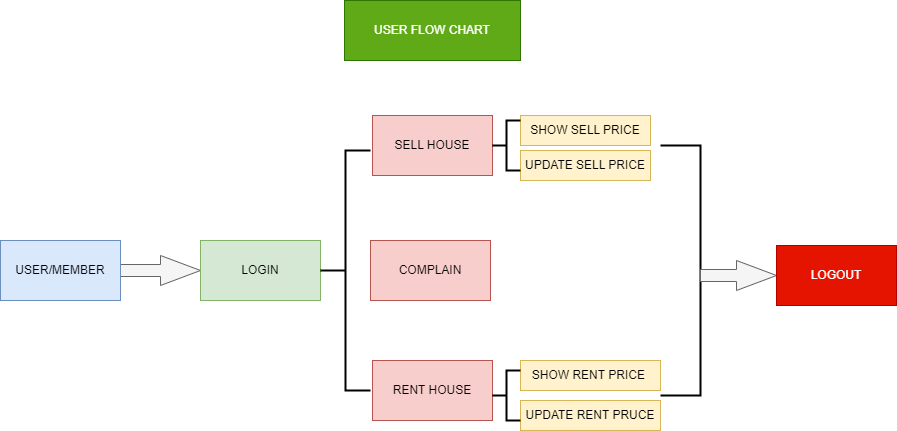 USER FLOW CHART
SELL HOUSE
SHOW SELL PRICE
UPDATE SELL PRICE
USER/MEMBER
LOGIN
COMPLAIN
LOGOUT
RENT HOUSE
SHOW RENT PRICE
UPDATE RENT PRUCE